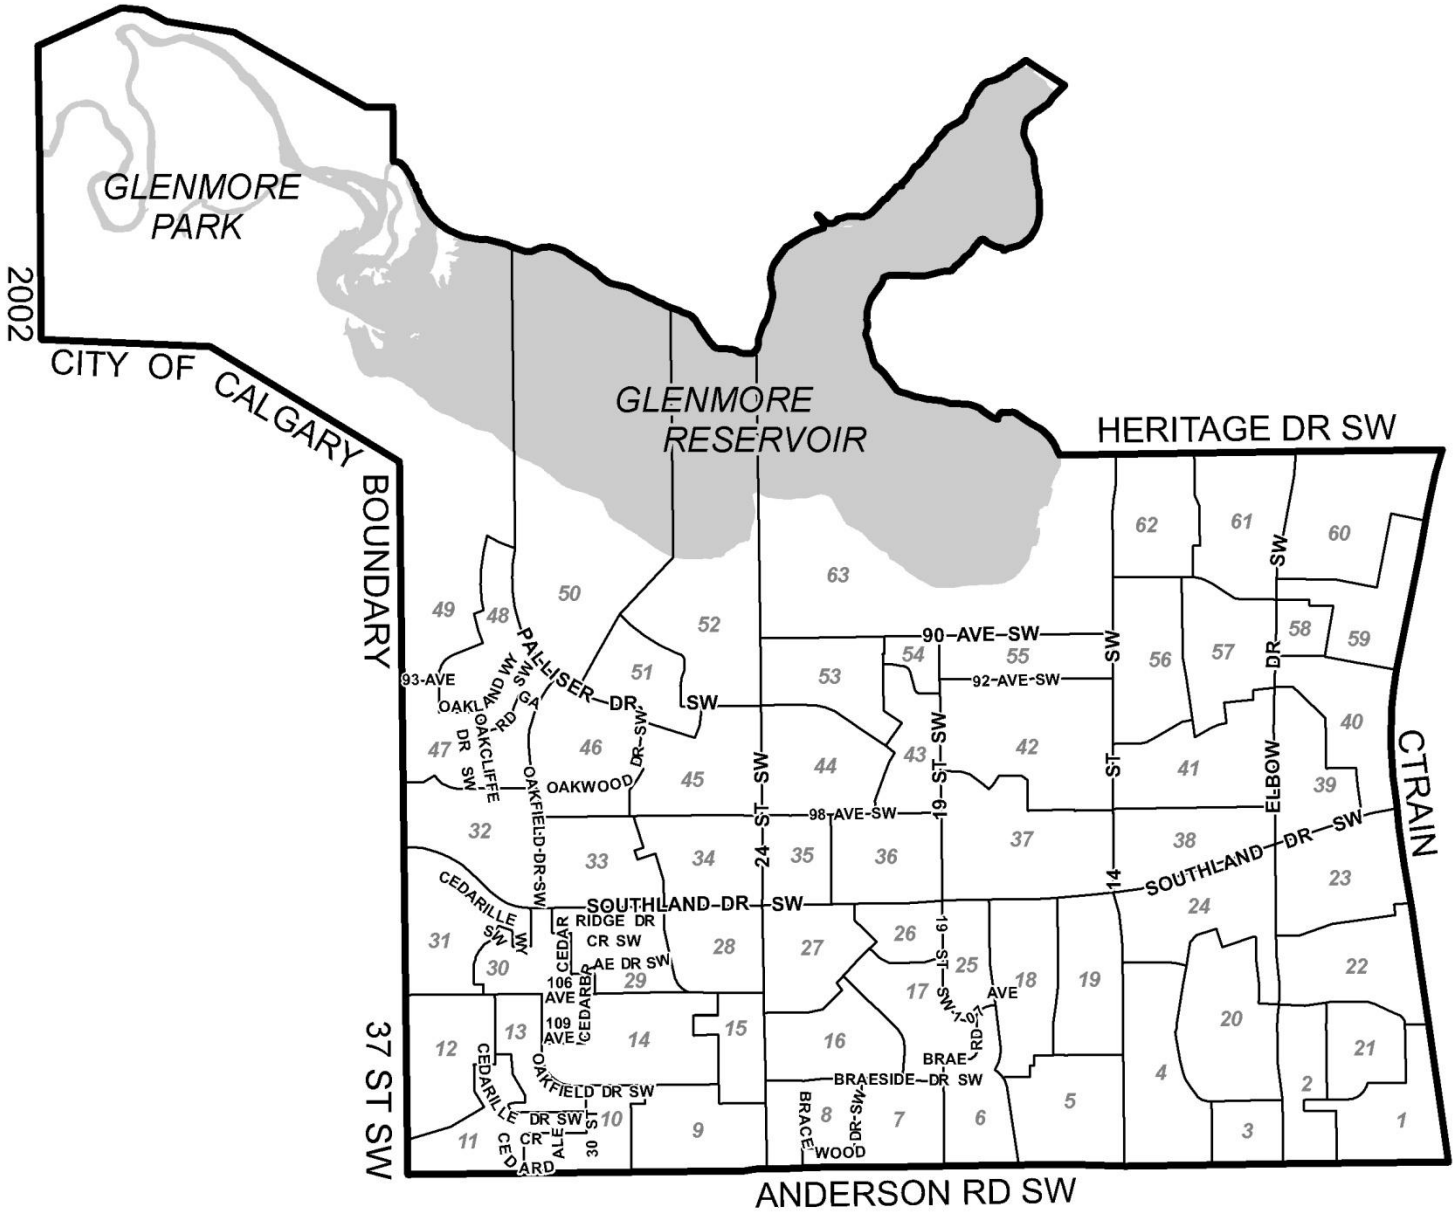 GLENMORE
PARK
2002
CITY OF CALGARY BOUNDARY
GLENMORE
RESERVOIR
HERITAGE DR SW
62
61
60
63
SW
49
48
50
52
90 AVE SW
SW
58
59
54
55
56
57
DR
PALLISER DR SW
51
53
92 AVE SW
93 AVE
OAKLAND WY
RD SW
GA
OAKCLIFFE
DR SW
47
46
DR SW
40
OAKWOOD
45
44
43
19 ST SW
42
ST
41
ELBOW
39
CTRAIN
24 ST SW
98 AVE SW
32
OAKFIELD DR SW
33
34
35
36
37
14
38
SOUTHLAND DR SW
23
CEDARILLE
SW
WY
SOUTHLAND DR SW
24
31
30
CEDAR
RIDGE DR
CR SW
AE DR SW
29
28
27
26
19 ST SW
25
22
106
AVE
CEDARBR
17
107
AVE
18
19
109
AVE
12
13
14
15
16
20
21
37 ST SW
CEDARILLE
DR SW
OAKFIELD DR SW
BRAE
RD
BRAESIDE DR SW
4
2
11
CR
CED
ARD
ALE
30 ST
10
9
BRACE
WOOD
DR SW
8
7
6
5
3
1
ANDERSON RD SW